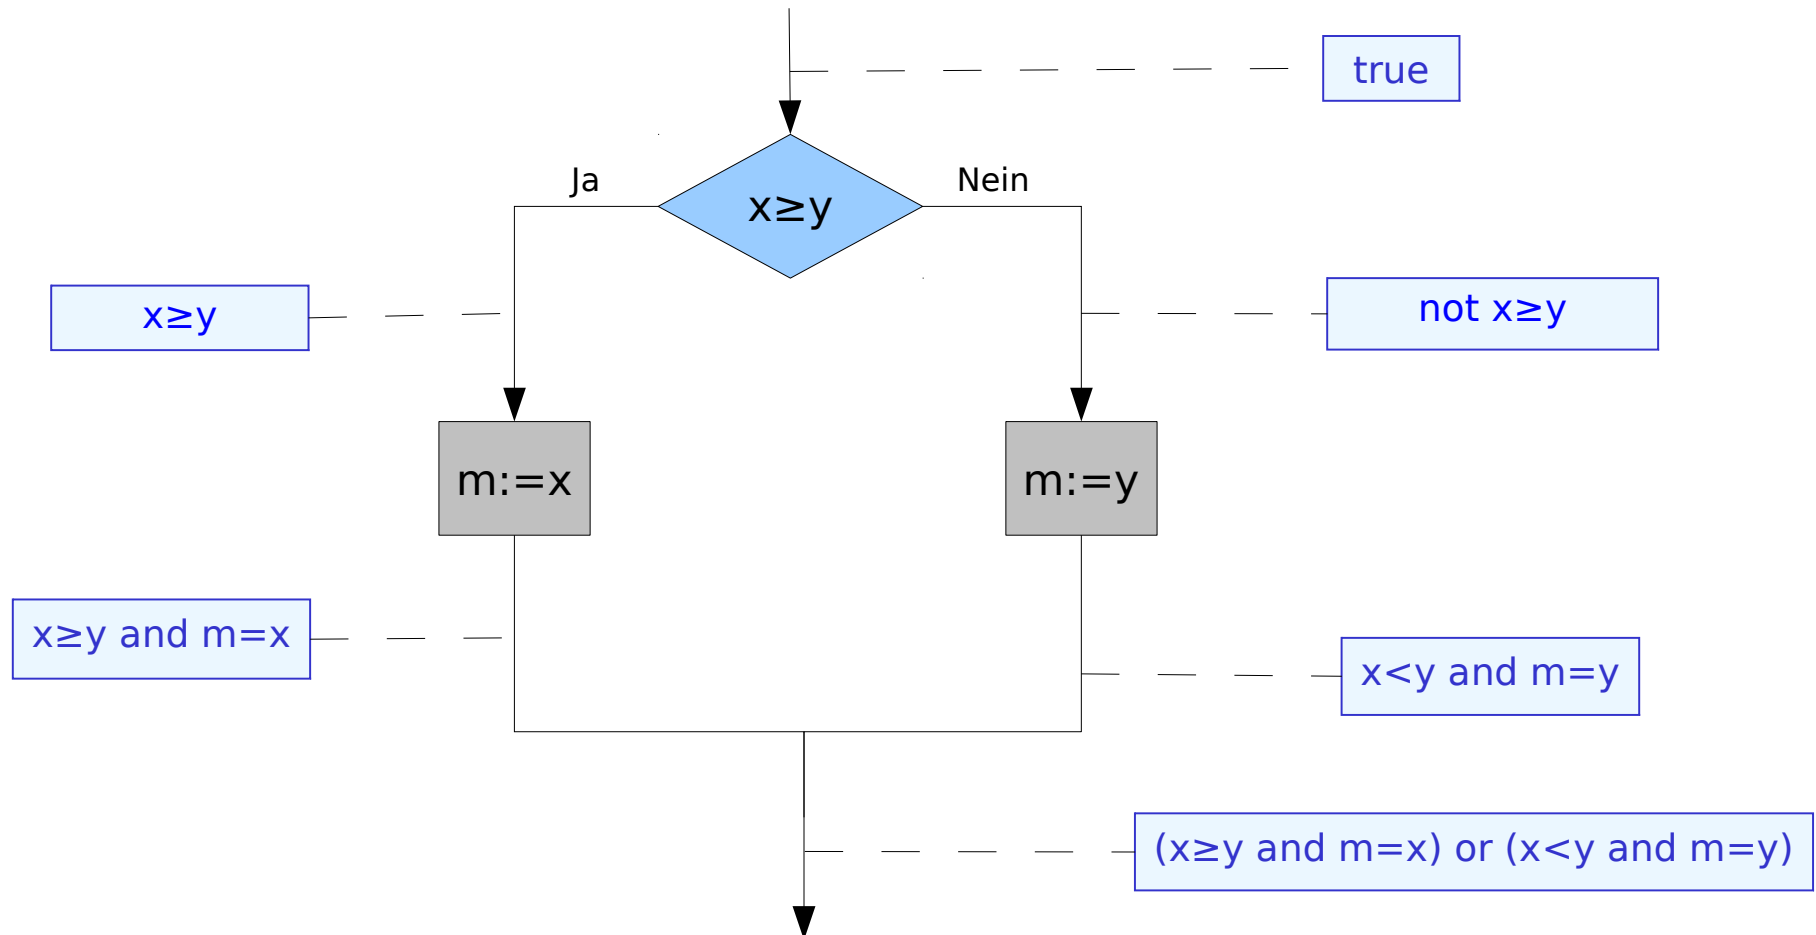 true
Ja
Nein
x≥y
x≥y
not x≥y
m:=x
m:=y
x≥y and m=x
x<y and m=y
(x≥y and m=x) or (x<y and m=y)